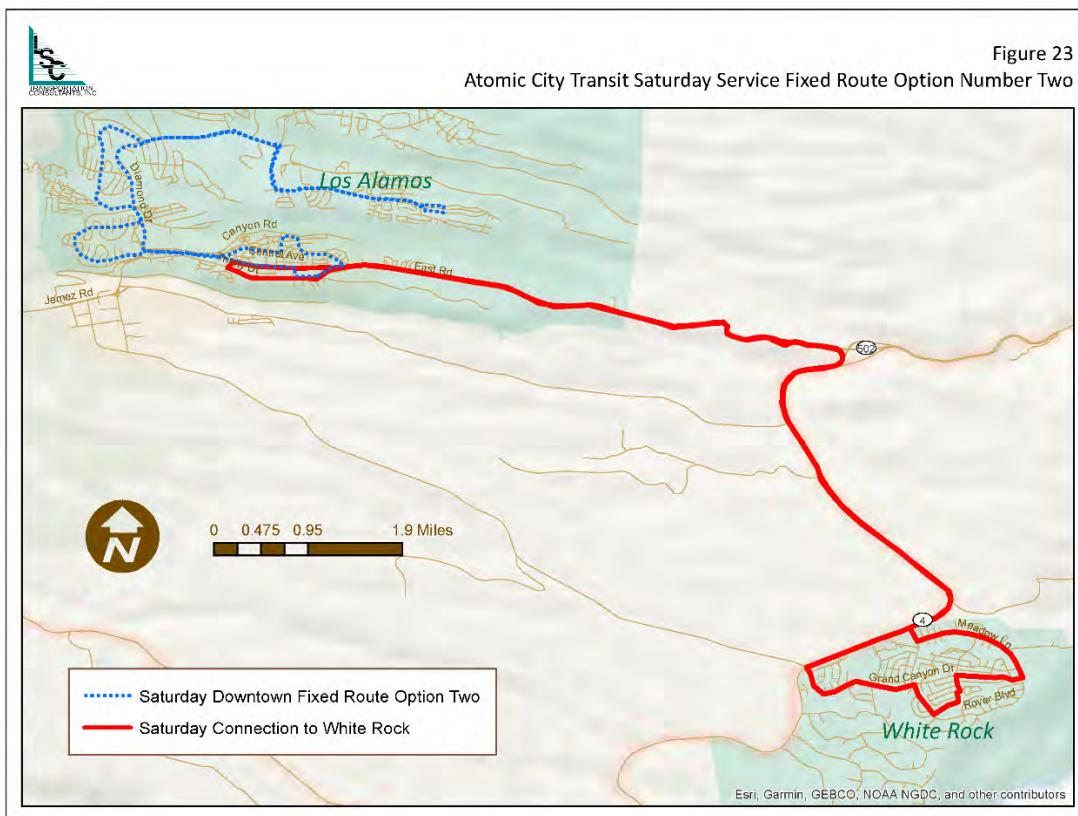 LSC
TRANSPORTATION
CONSULTANTS, INC.
Figure 23
Atomic City Transit Saturday Service Fixed Route Option Number Two
Los Alamos
Diamond Dr
Canyon Rd
Central Ave
East Rd
Jemez Rd
502
N
0 0.475 0.95 1.9 Miles
4
Meadow Ln
Grand Canyon Dr
Rover Blvd
White Rock
Saturday Downtown Fixed Route Option Two
Saturday Connection to White Rock
Esri, Garmin, GEBCO, NOAA NGDC, and other contributors